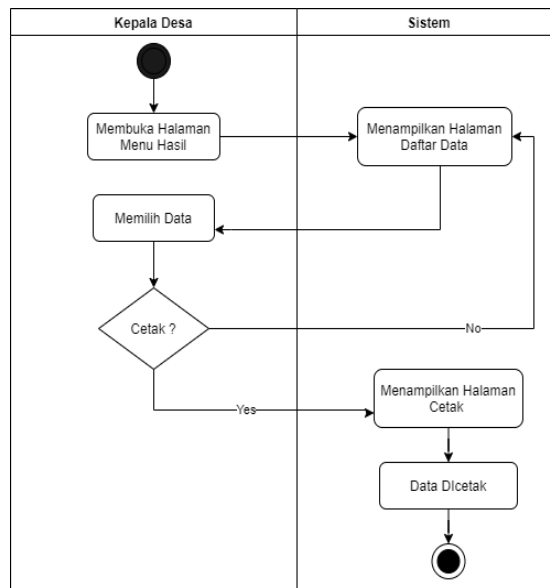 Kepala Desa
Sistem
Membuka Halaman
Menu Hasil
Menampilkan Halaman
Daftar Data
Memilih Data
Cetak ?
No
Yes
Menampilkan Halaman
Cetak
Data DIcetak